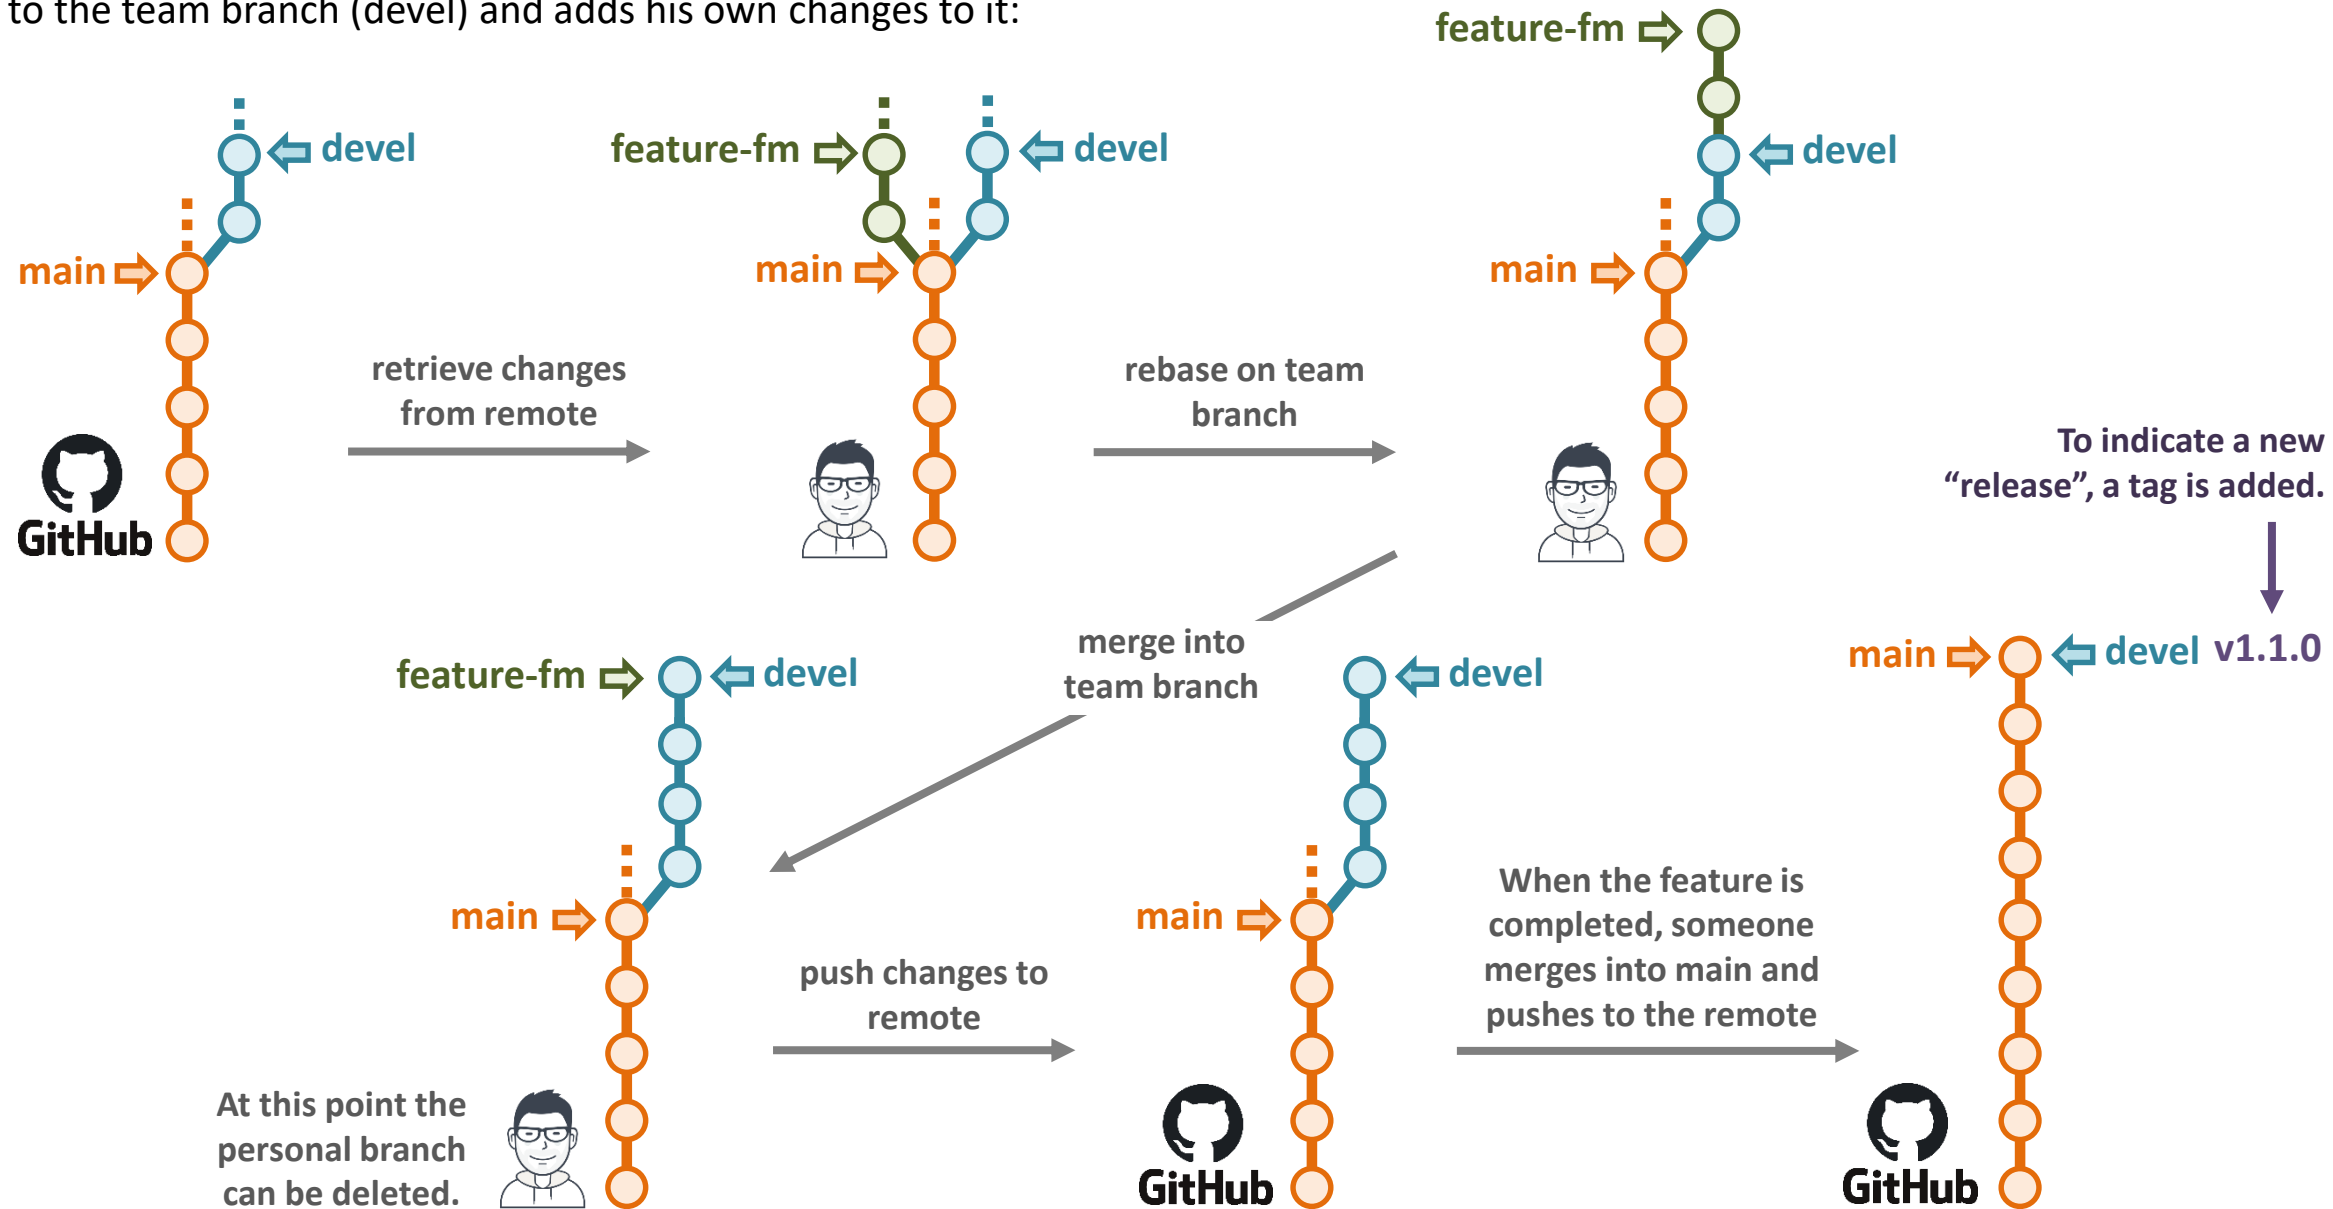 to the team branch (devel) and adds his own changes to it:
feature-fm
devel
main
GitHub
retrieve changes
from remote
feature-fm
devel
main
rebase on team
branch
devel
main
To indicate a new
“release”, a tag is added.
merge into
team branch
feature-fm
devel
main
At this point the
personal branch
can be deleted.
push changes to
remote
devel
main
GitHub
When the feature is
completed, someone
merges into main and
pushes to the remote
main
devel
v1.1.0
GitHub